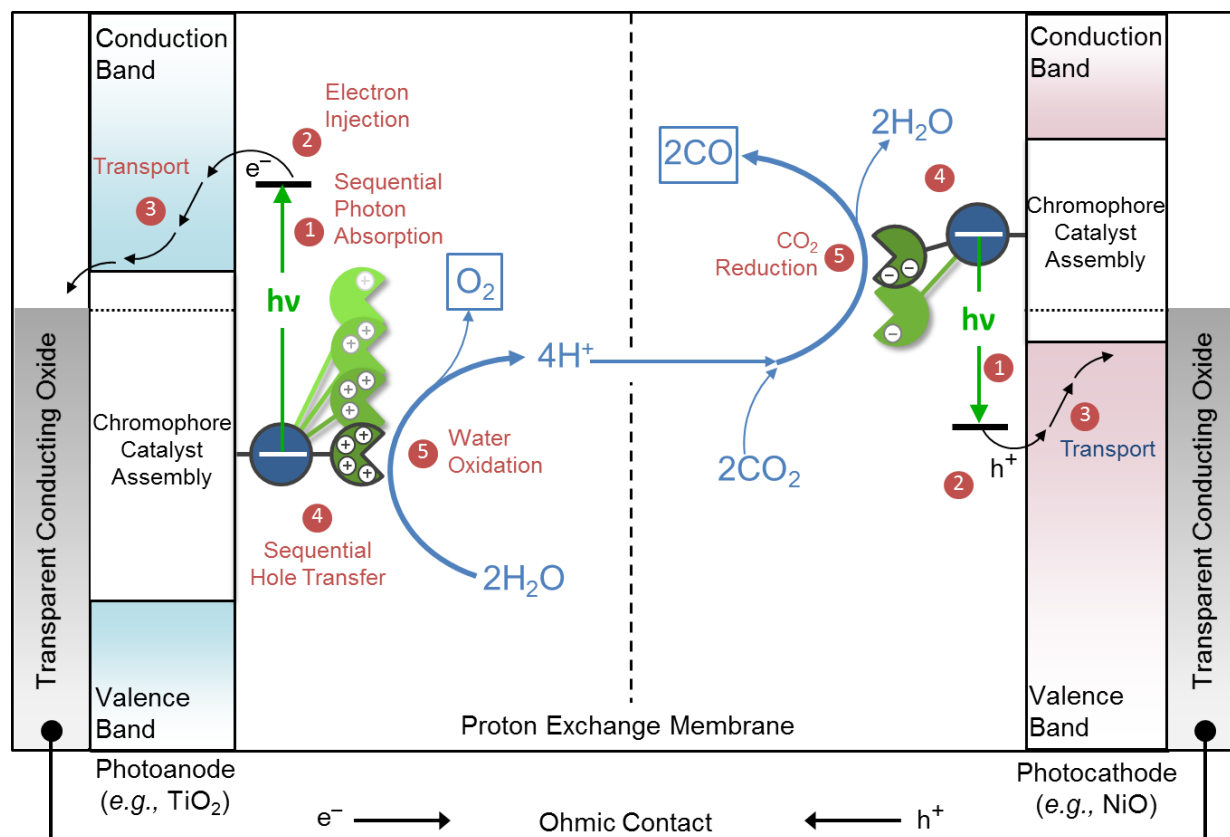 Conduction
Band
Electron
Injection
2
Transport
3
e⁻
Sequential
Photon
Absorption
1
hν
O₂
4H⁺
Chromophore
Catalyst
Assembly
+
+ +
+ + +
+ + + +
5
Water
Oxidation
4
Sequential
Hole Transfer
2H₂O
Transparent Conducting Oxide
Valence
Band
Photoanode
(e.g., TiO₂)
Proton Exchange Membrane
2CO
2H₂O
4
CO₂
Reduction
5
− −
−
2CO₂
hν
1
2
h⁺
3
Transport
Conduction
Band
Chromophore
Catalyst
Assembly
Valence
Band
Transparent Conducting Oxide
Photocathode
(e.g., NiO)
e⁻ → Ohmic Contact ← h⁺